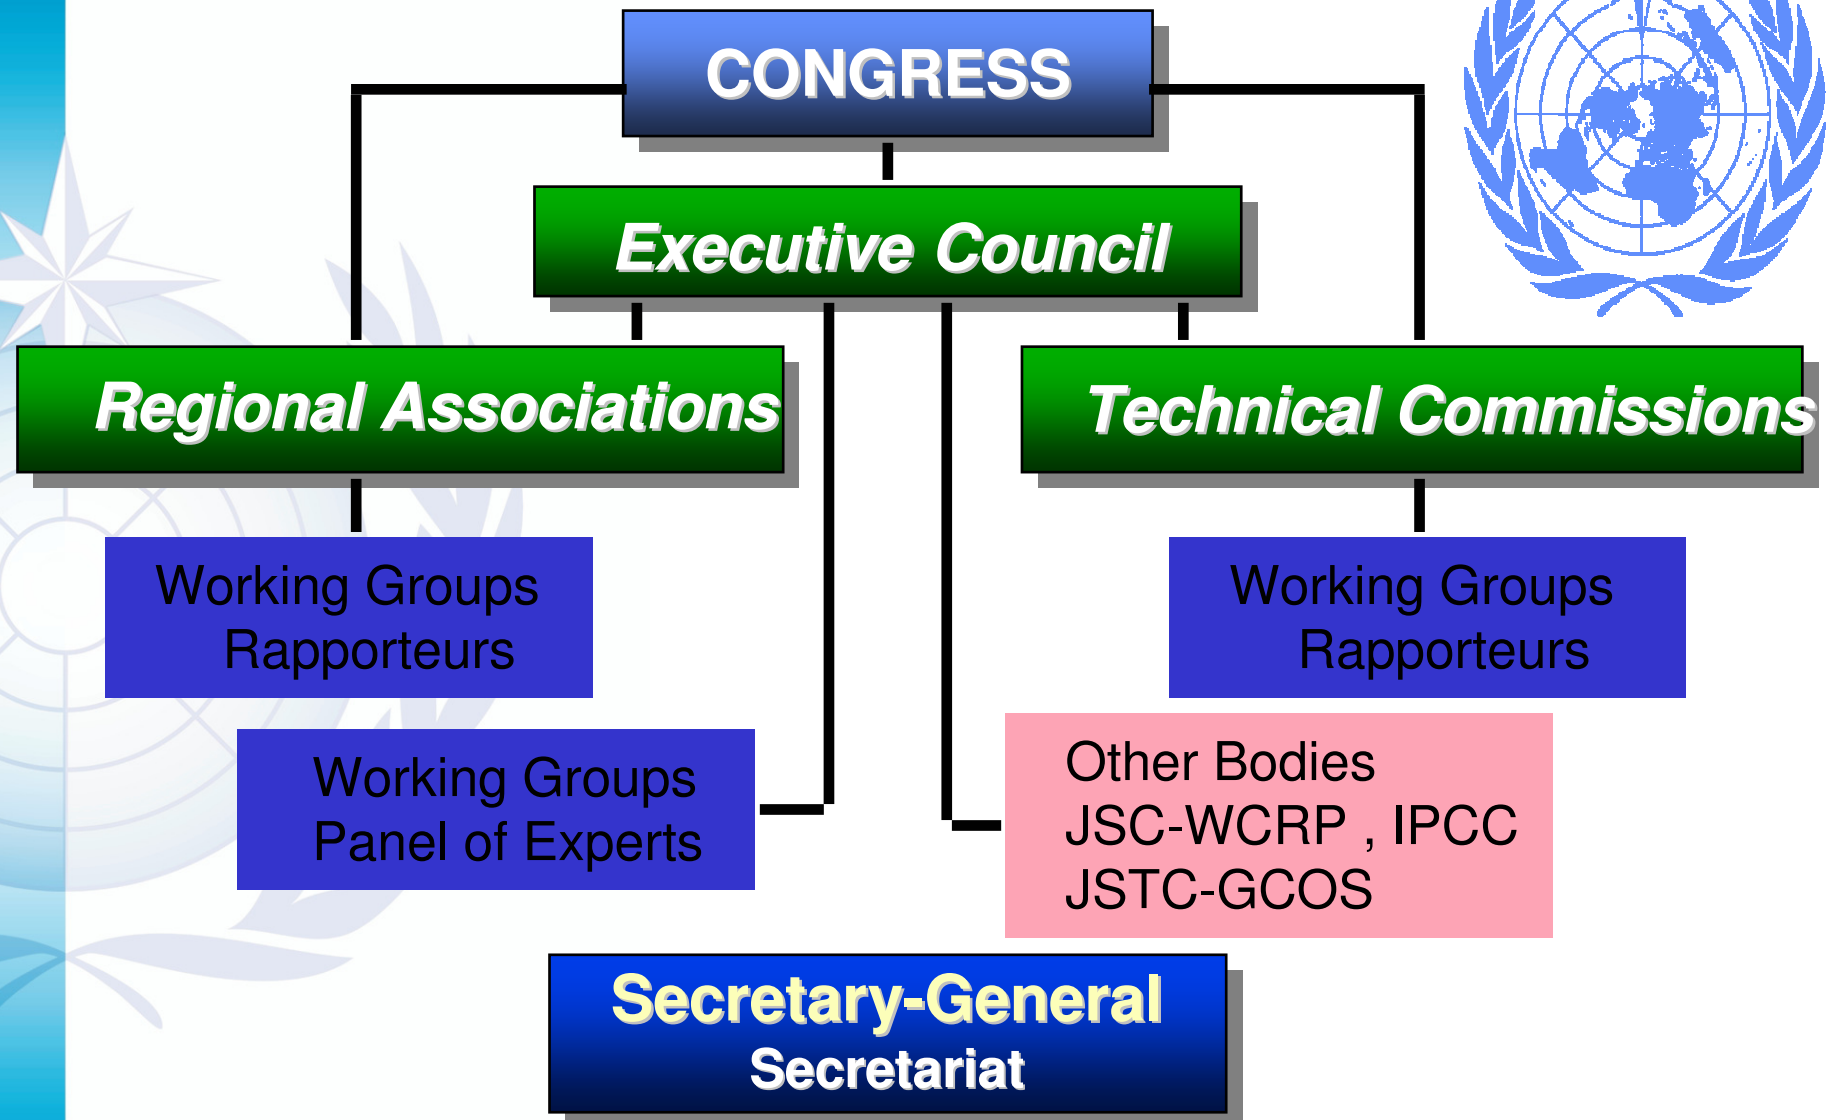 CONGRESS
Executive Council
Regional Associations
Technical Commissions
Working Groups
Rapporteurs
Working Groups
Rapporteurs
Working Groups
Panel of Experts
Other Bodies
JSC-WCRP , IPCC
JSTC-GCOS
Secretary-General
Secretariat